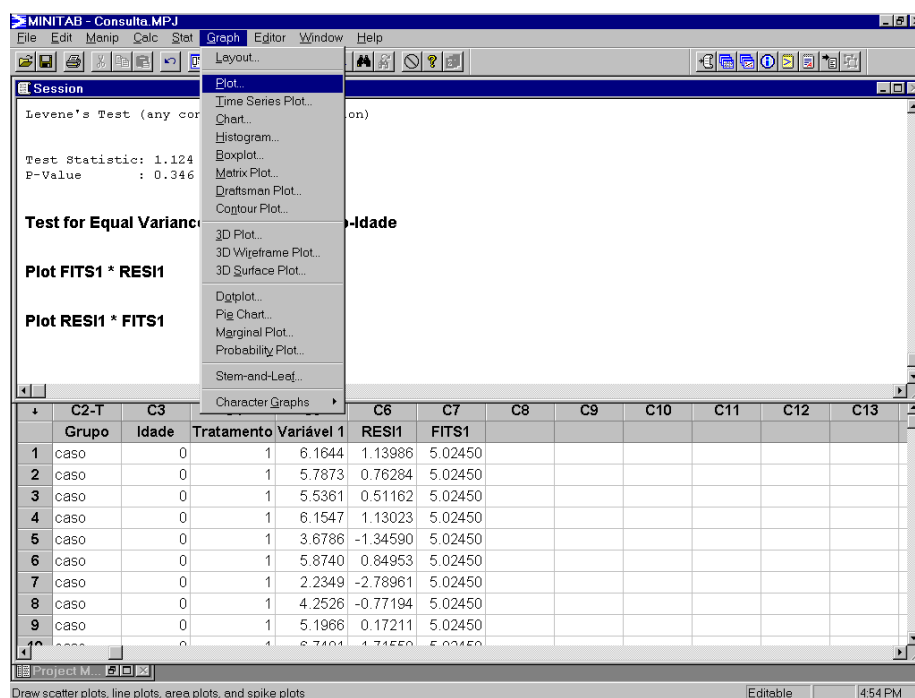 MINITAB - Consulta.MPJ
File Edit Manip Calc Stat Graph Editor Window Help
Layout...
Plot...
Time Series Plot...
Chart...
Histogram...
Boxplot...
Matrix Plot...
Draftsman Plot...
Contour Plot...
3D Plot...
3D Wireframe Plot...
3D Surface Plot...
Dotplot...
Pie Chart...
Marginal Plot...
Probability Plot...
Stem-and-Leaf...
Character Graphs
Session
Levene's Test (any con on)
Test Statistic: 1.124
P-Value : 0.346
Test for Equal Varianc -Idade
Plot FITS1 * RESI1
Plot RESI1 * FITS1
C2-T C3 C6 C7 C8 C9 C10 C11 C12 C13
Grupo Idade Tratamento Variável 1 RESI1 FITS1
1 caso 0 1 6.1644 1.13986 5.02450
2 caso 0 1 5.7873 0.76284 5.02450
3 caso 0 1 5.5361 0.51162 5.02450
4 caso 0 1 6.1547 1.13023 5.02450
5 caso 0 1 3.6786 -1.34590 5.02450
6 caso 0 1 5.8740 0.84953 5.02450
7 caso 0 1 2.2349 -2.78961 5.02450
8 caso 0 1 4.2526 -0.77194 5.02450
9 caso 0 1 5.1966 0.17211 5.02450
Project M...
Draw scatter plots, line plots, area plots, and spike plots Editable 4:54 PM